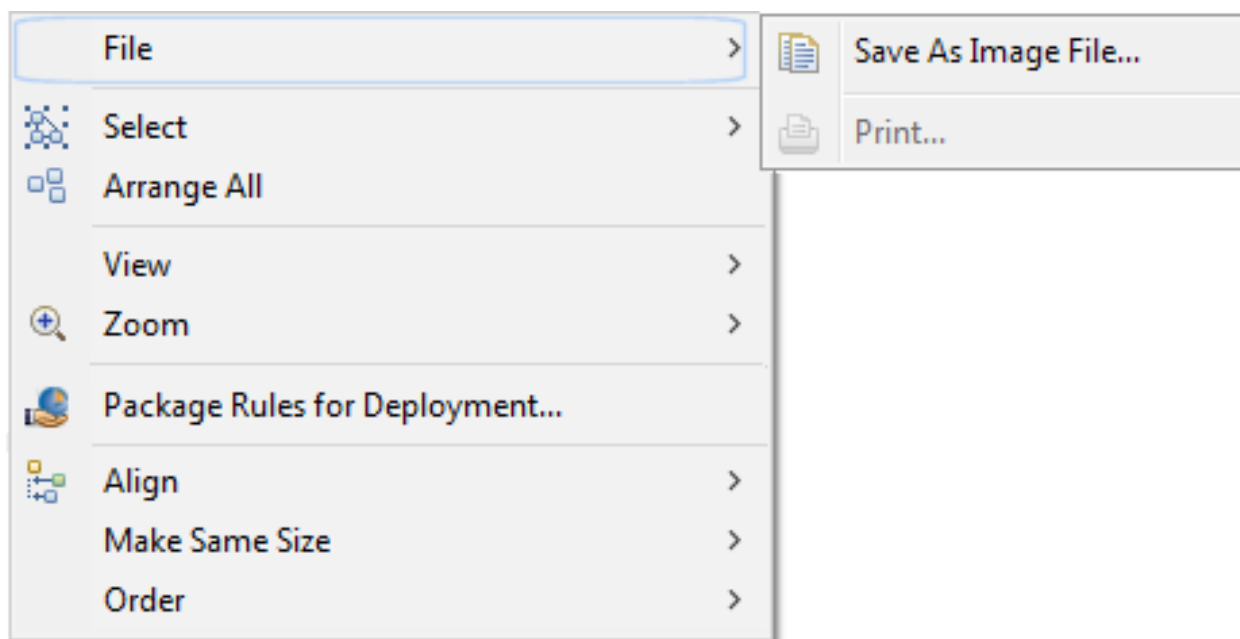 File
Save As Image File...
Print...
Select
Arrange All
View
Zoom
Package Rules for Deployment...
Align
Make Same Size
Order